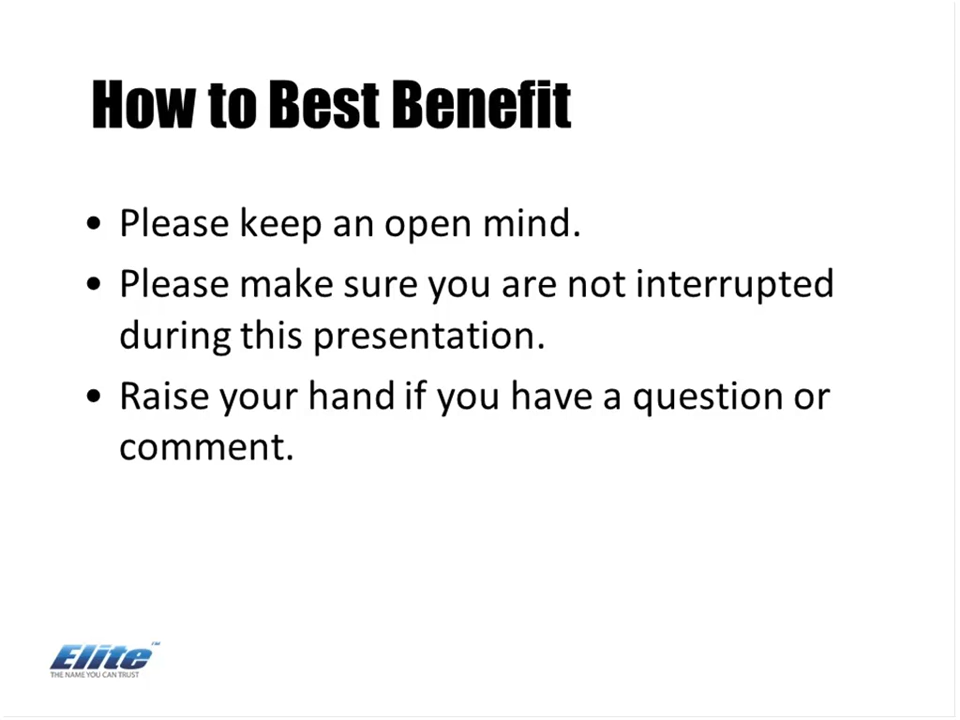 How to Best Benefit
• Please keep an open mind.
• Please make sure you are not interrupted
during this presentation.
• Raise your hand if you have a question or
comment.
Elite™
THE NAME YOU CAN TRUST